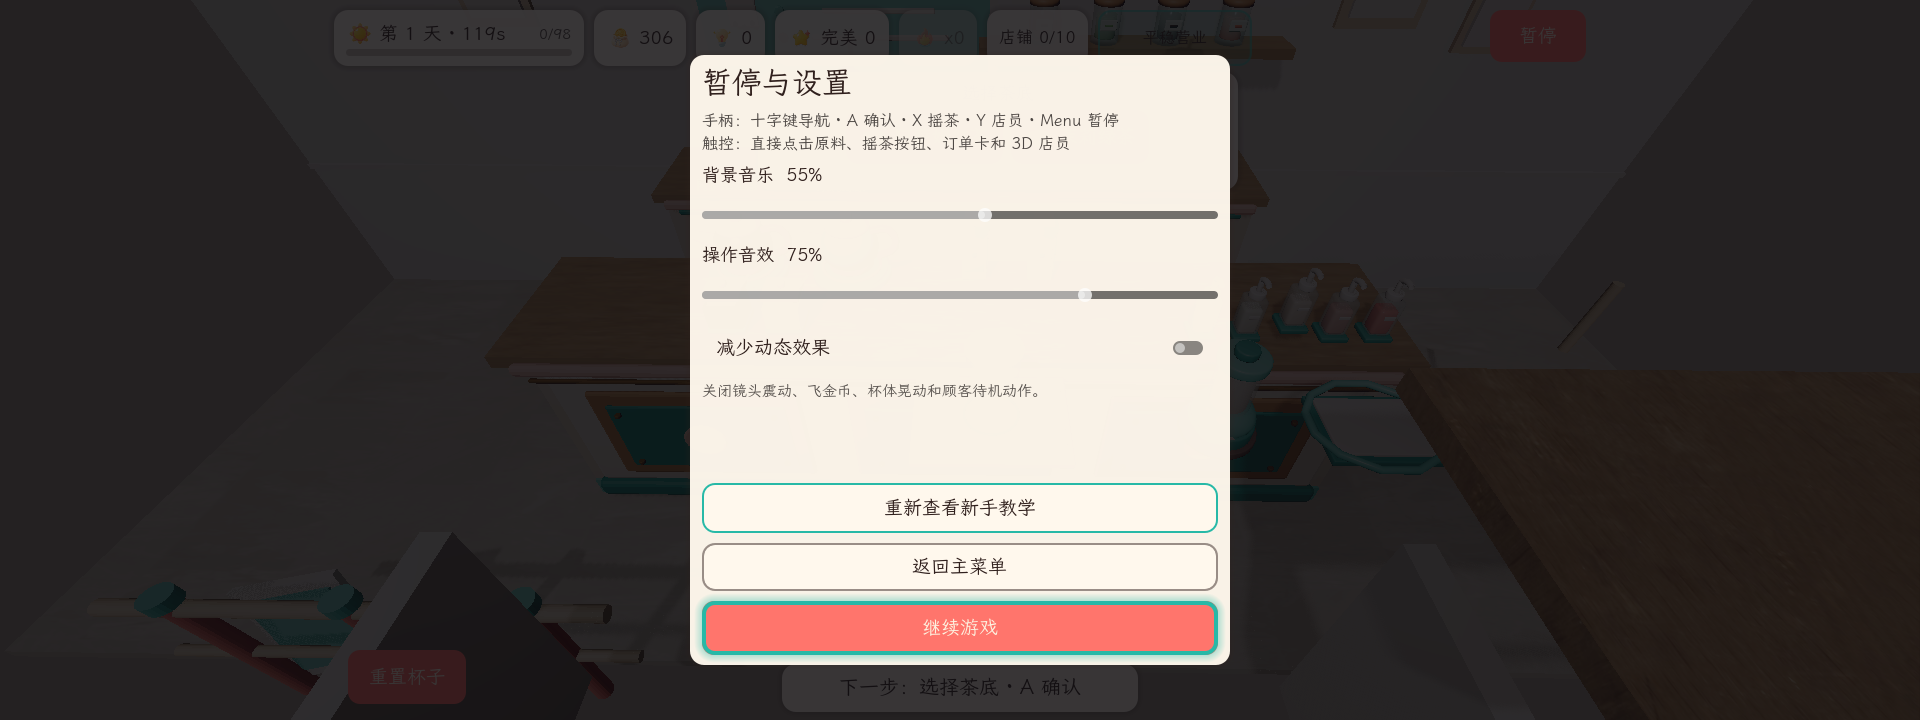 第 1 天·119s
0/98
306
0
完美 0
x0
店铺 0/10
暂停
暂停与设置
手柄：十字键导航·A 确认·X 摇茶·Y 店员·Menu 暂停
触控：直接点击原料、摇茶按钮、订单卡和 3D 店员
背景音乐 55%
操作音效 75%
减少动态效果
关闭镜头震动、飞金币、杯体晃动和顾客待机动作。
重新查看新手教学
返回主菜单
继续游戏
重置杯子
下一步：选择茶底·A 确认